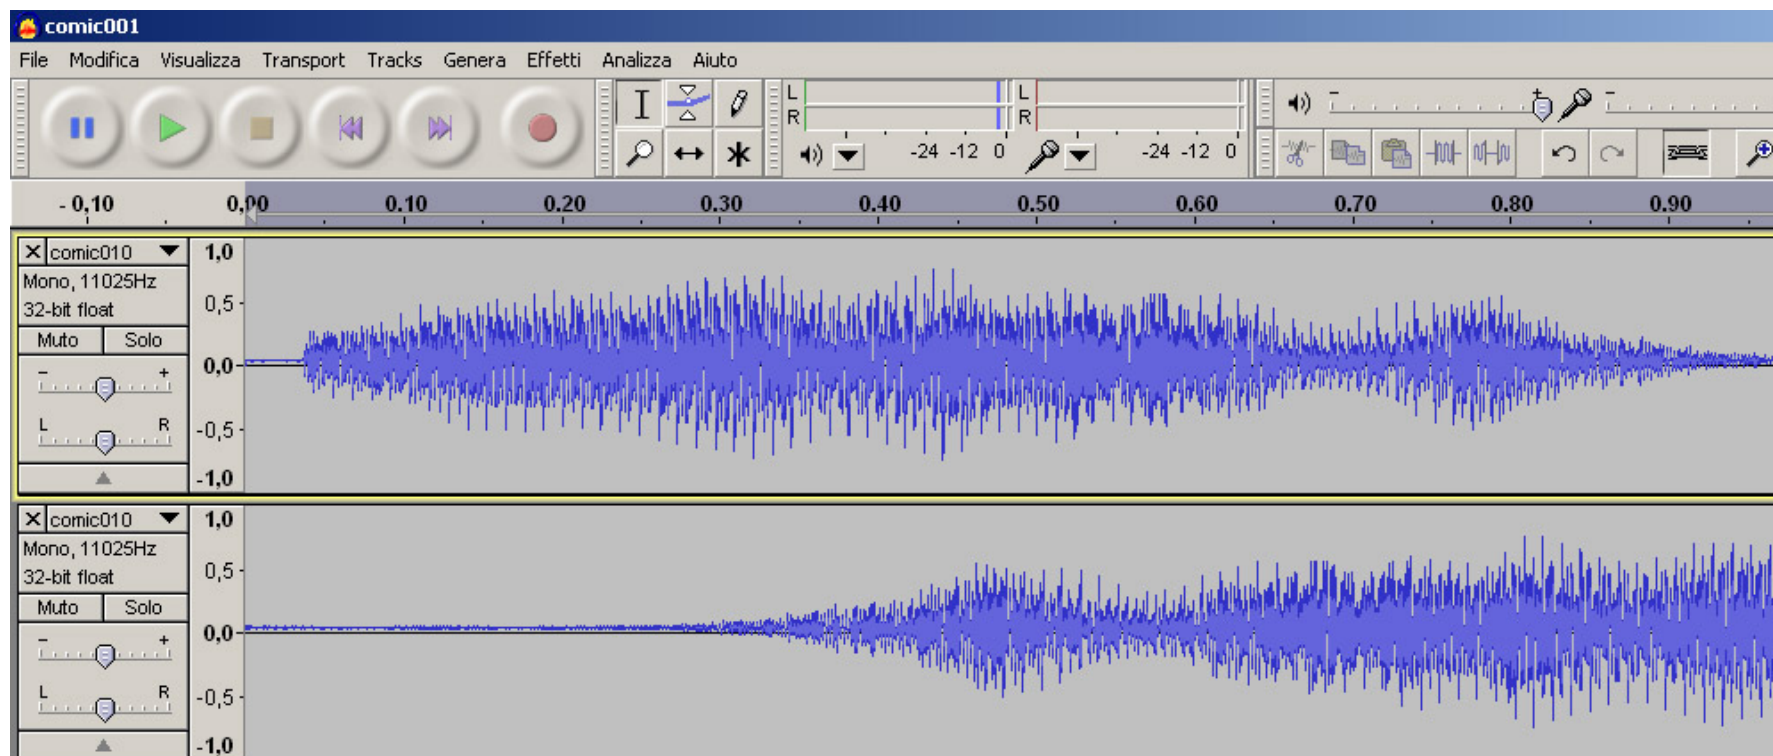 comic001
File Modifica Visualizza Transport Tracks Genera Effetti Analizza Aiuto
L
R
-24 -12 0
L
R
-24 -12 0
- +
-
- 0,10 0,00 0.10 0.20 0.30 0.40 0.50 0.60 0.70 0.80 0.90
X comic010
Mono, 11025Hz
32-bit float
Muto Solo
- +
L R
1,0
0,5
0,0
-0,5
-1,0
X comic010
Mono, 11025Hz
32-bit float
Muto Solo
- +
L R
1,0
0,5
0,0
-0,5
-1,0